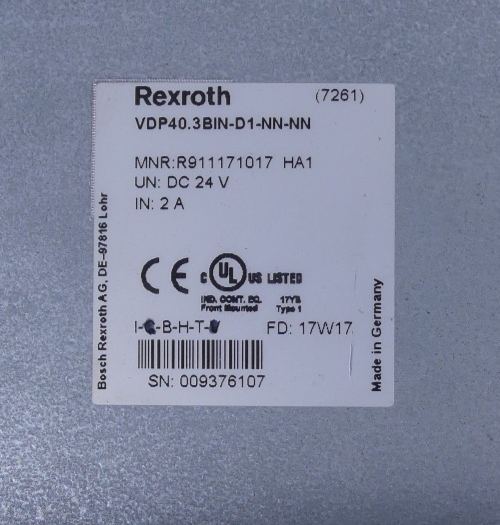 Rexroth (7261)
VDP40.3BIN-D1-NN-NN
MNR:R911171017 HA1
UN: DC 24 V
IN: 2 A
CE C UL US LISTED
IND. CONT. EQ. 17YB
Front Mounted Type 1
FD: 17W17
SN: 009376107
Bosch Rexroth AG, DE-97816 Lohr
Made in Germany